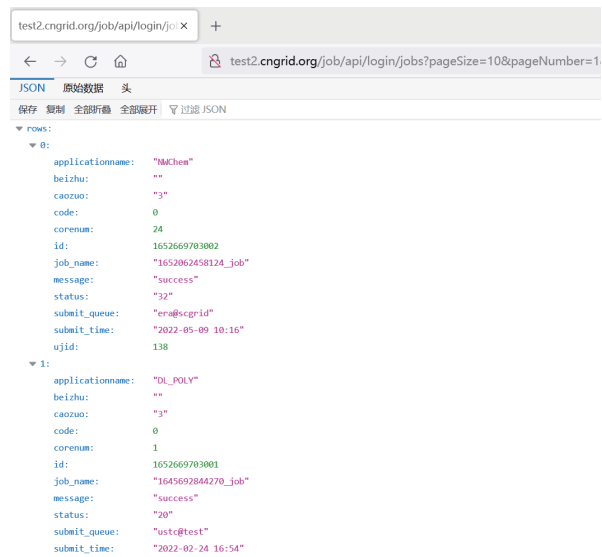 test2.cngrid.org/job/api/login/jo
test2.cngrid.org/job/api/login/jobs?pageSize=10&pageNumber=1
JSON 原始数据 头
保存 复制 全部折叠 全部展开 过滤 JSON
rows:
0:
applicationname: "NWChem"
beizhu: ""
caozuo: "3"
code: 0
corenum: 24
id: 1652669703002
job_name: "1652062458124_job"
message: "success"
status: "32"
submit_queue: "era@scgrid"
submit_time: "2022-05-09 10:16"
ujid: 138
1:
applicationname: "DL_POLY"
beizhu: ""
caozuo: "3"
code: 0
corenum: 1
id: 1652669703001
job_name: "1645692844270_job"
message: "success"
status: "20"
submit_queue: "ustc@test"
submit_time: "2022-02-24 16:54"